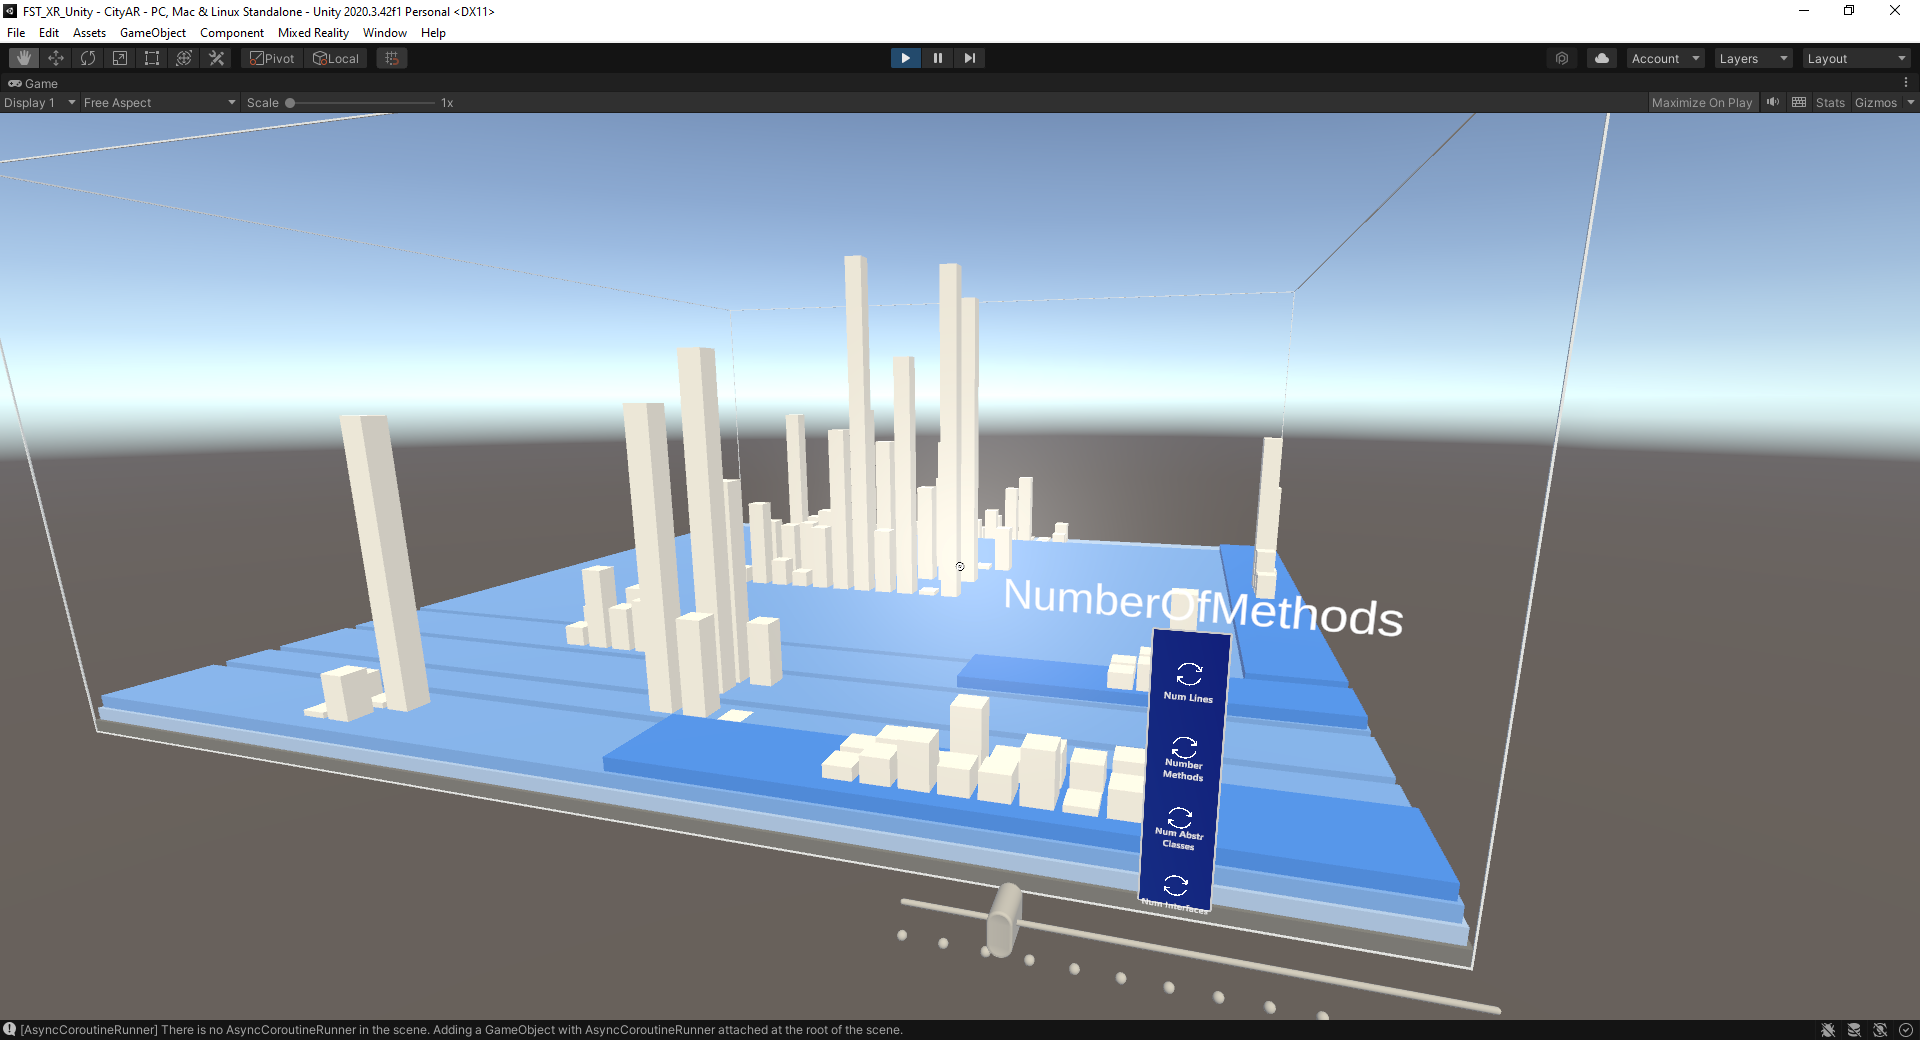 FST_XR_Unity - CityAR - PC, Mac & Linux Standalone - Unity 2020.3.42f1 Personal <DX11>
File Edit Assets GameObject Component Mixed Reality Window Help
Pivot Local Account Layers Layout
Game
Display 1 Free Aspect Scale 1x Maximize On Play Stats Gizmos
NumberOfMethods
Num Lines
Number
Methods
Num Abstr
Classes
Num Interfaces
[AsyncCoroutineRunner] There is no AsyncCoroutineRunner in the scene. Adding a GameObject with AsyncCoroutineRunner attached at the root of the scene.